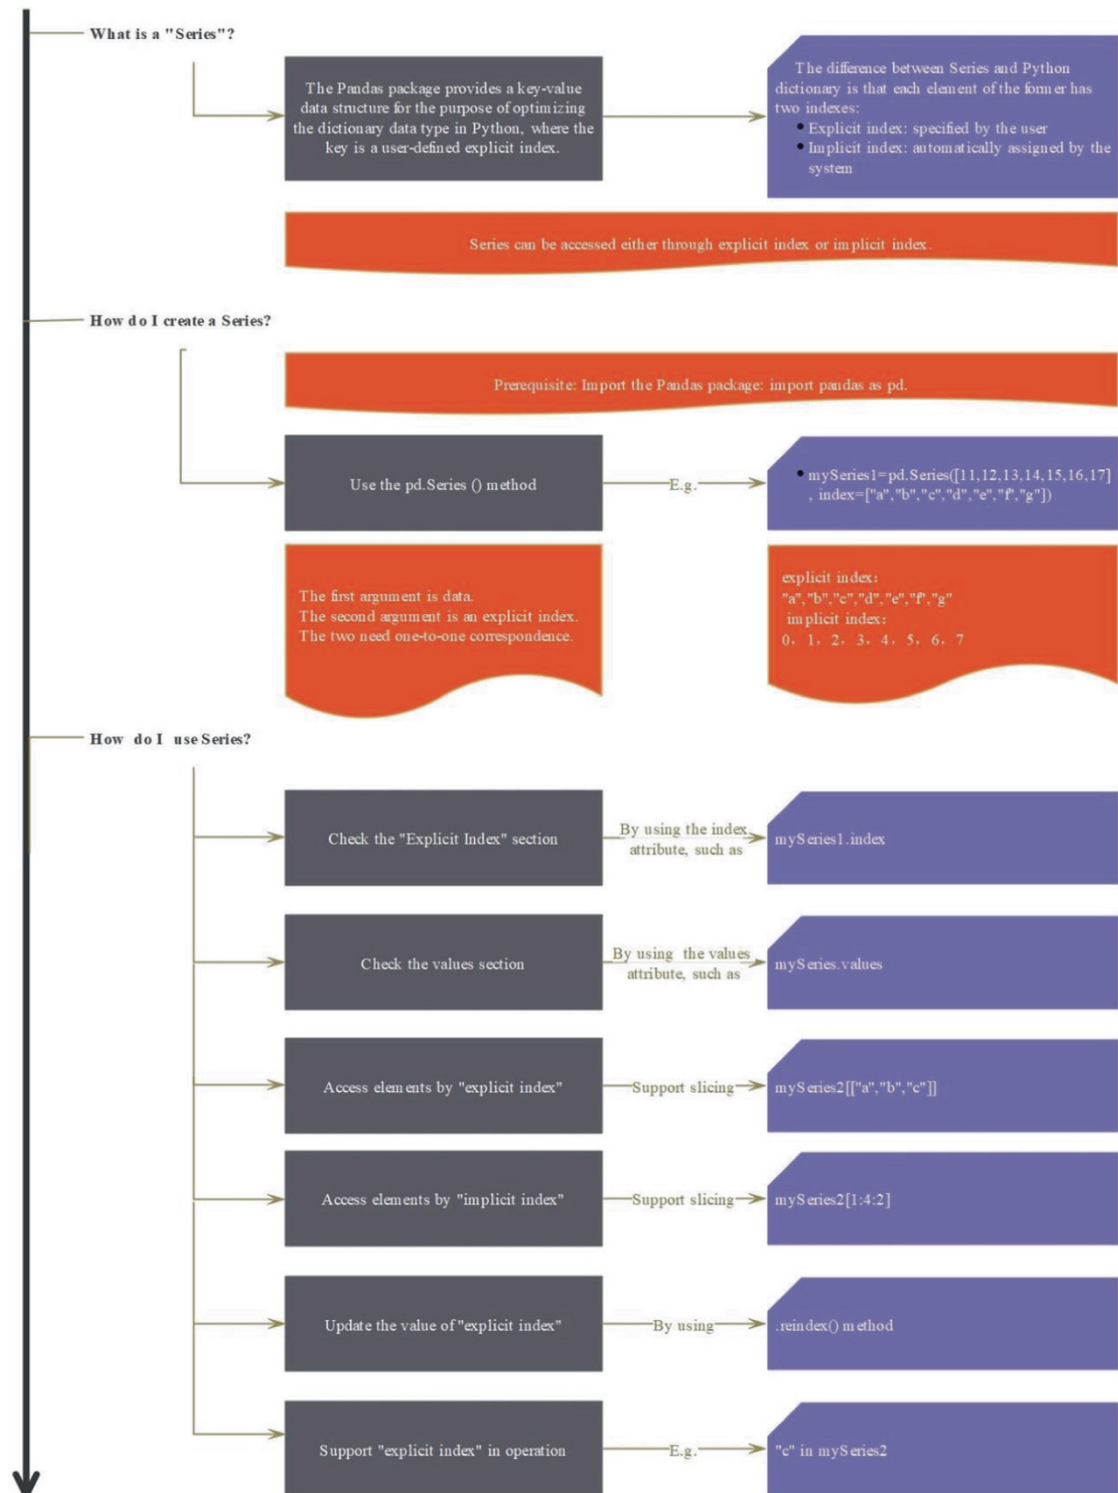 What is a "Series"?
The Pandas package provides a key-value
data structure for the purpose of optimizing
the dictionary data type in Python, where the
key is a user-defined explicit index.
The difference between Series and Python
dictionary is that each element of the former has
two indexes:
• Explicit index: specified by the user
• Implicit index: automatically assigned by the
system
Series can be accessed either through explicit index or implicit index.
How do I create a Series?
Prerequisite: Import the Pandas package: import pandas as pd.
Use the pd.Series () method
E.g.
• mySeries1=pd.Series([11,12,13,14,15,16,17]
, index=["a","b","c","d","e","f","g"])
The first argument is data.
The second argument is an explicit index.
The two need one-to-one correspondence.
explicit index:
"a","b","c","d","e","f","g"
implicit index:
0, 1, 2, 3, 4, 5, 6, 7
How do I use Series?
Check the "Explicit Index" section
By using the index
attribute, such as
mySeries1.index
Check the values section
By using the values
attribute, such as
mySeries.values
Access elements by "explicit index"
Support slicing
mySeries2[["a","b","c"]]
Access elements by "implicit index"
Support slicing
mySeries2[1:4:2]
Update the value of "explicit index"
By using
.reindex() method
Support "explicit index" in operation
E.g.
"c" in mySeries2